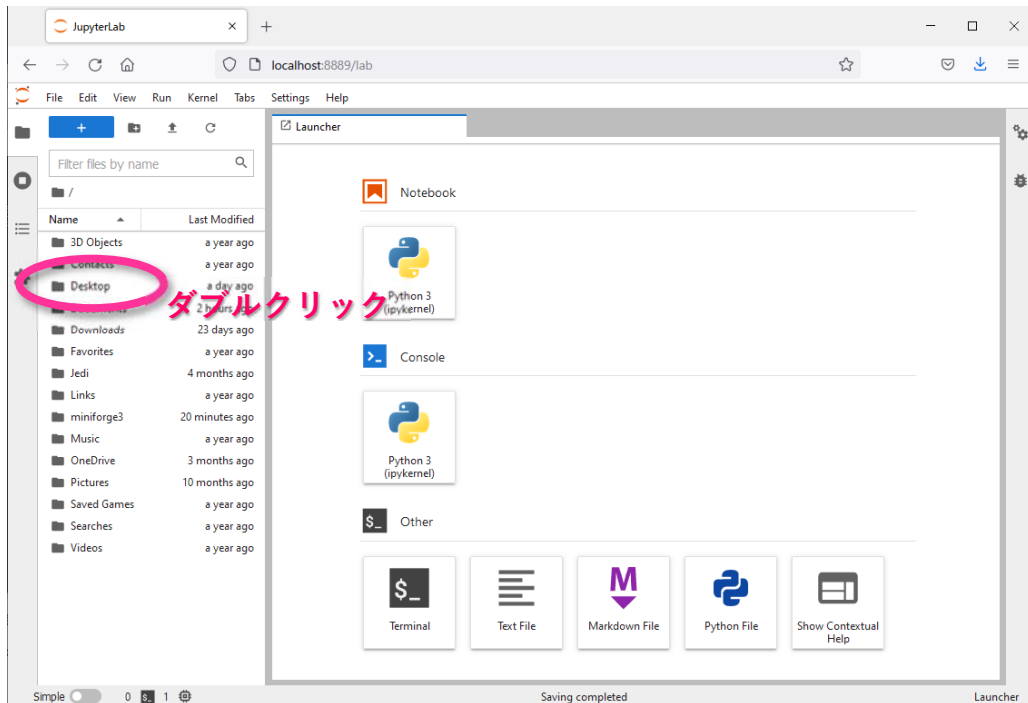 JupyterLab
localhost:8889/lab
File Edit View Run Kernel Tabs Settings Help
Launcher
Filter files by name
/
Name Last Modified
3D Objects a year ago
Contacts a year ago
Desktop a day ago
ダブルクリック
Documents 2 hours ago
Downloads 23 days ago
Favorites a year ago
Jedi 4 months ago
Links a year ago
miniforge3 20 minutes ago
Music a year ago
OneDrive 3 months ago
Pictures 10 months ago
Saved Games a year ago
Searches a year ago
Videos a year ago
Notebook
Python 3
(ipykernel)
Console
Python 3
(ipykernel)
$_ Other
$_
Terminal
Text File
M
Markdown File
Python File
Show Contextual
Help
Simple 0 $_ 1 Saving completed Launcher